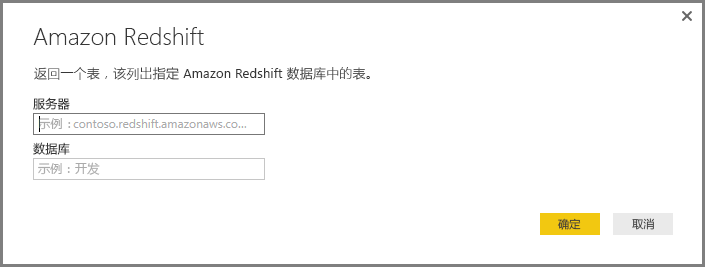 Amazon Redshift
返回一个表，该列出指定 Amazon Redshift 数据库中的表。
服务器
示例：contoso.redshift.amazonaws.co...
数据库
示例：开发
确定
取消